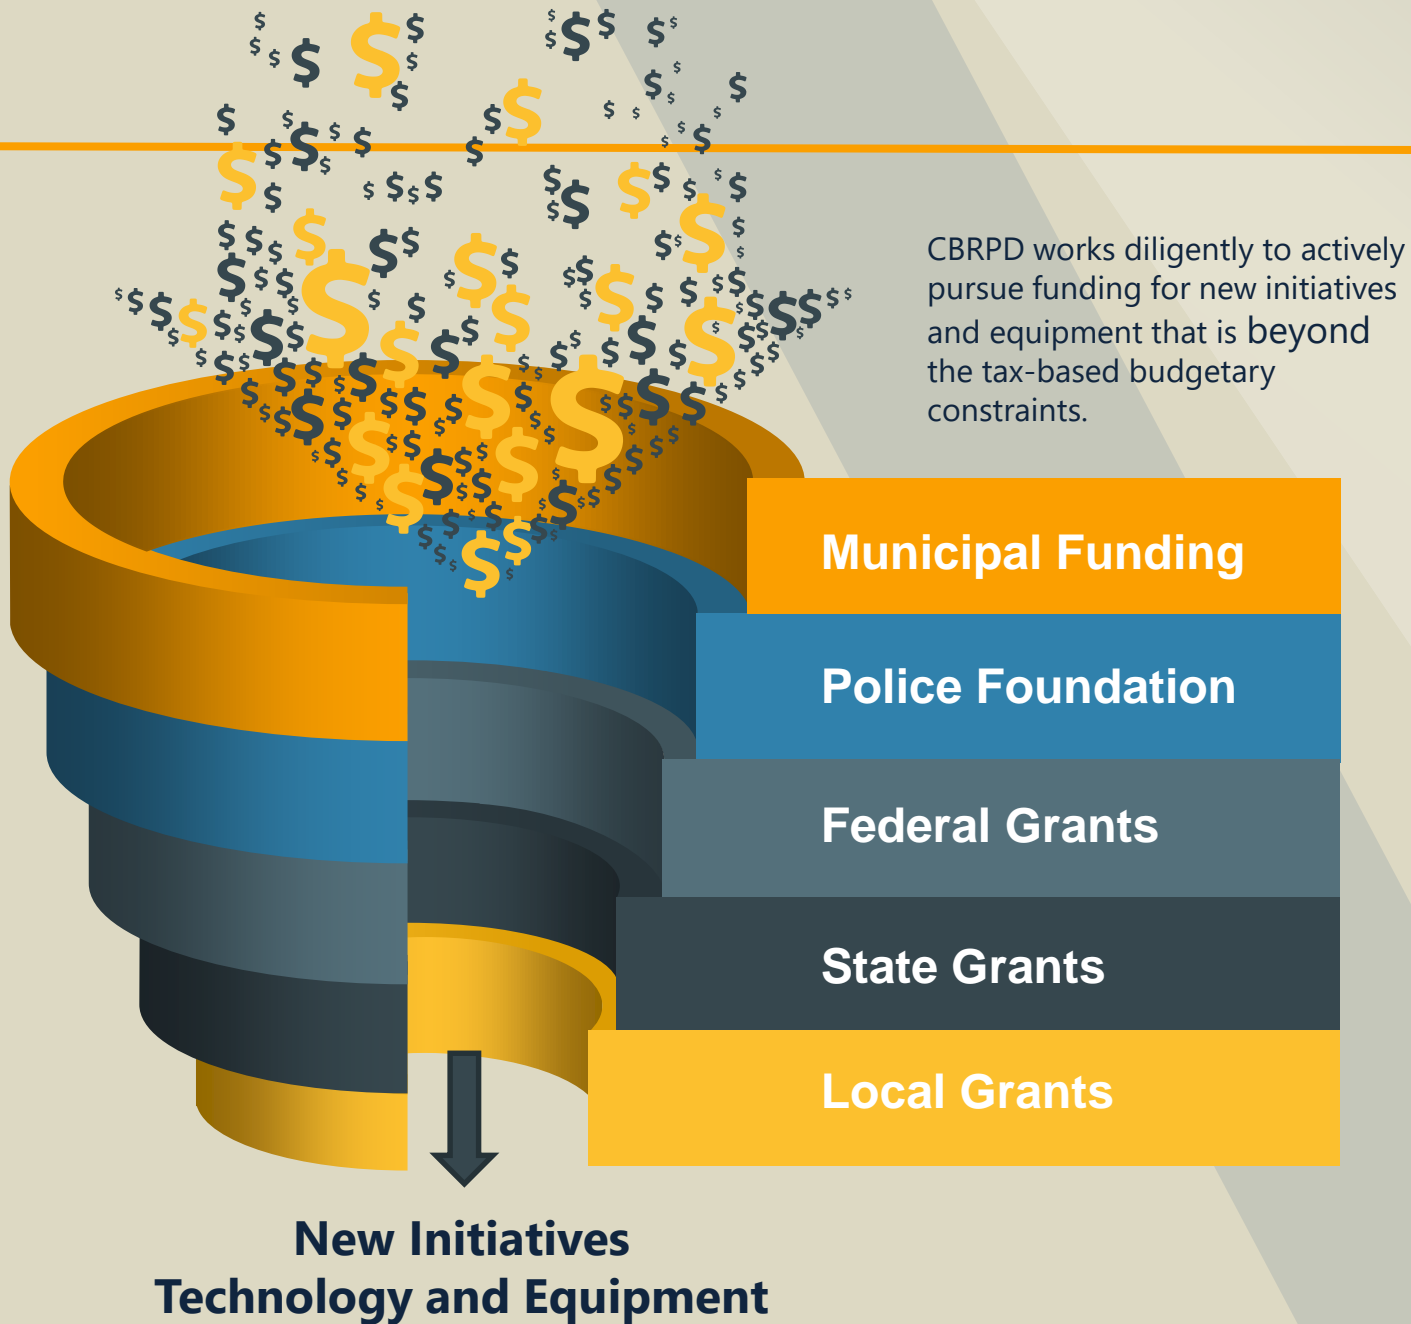 CBRPD works diligently to actively
pursue funding for new initiatives
and equipment that is beyond
the tax-based budgetary
constraints.
Municipal Funding
Police Foundation
Federal Grants
State Grants
Local Grants
New Initiatives
Technology and Equipment